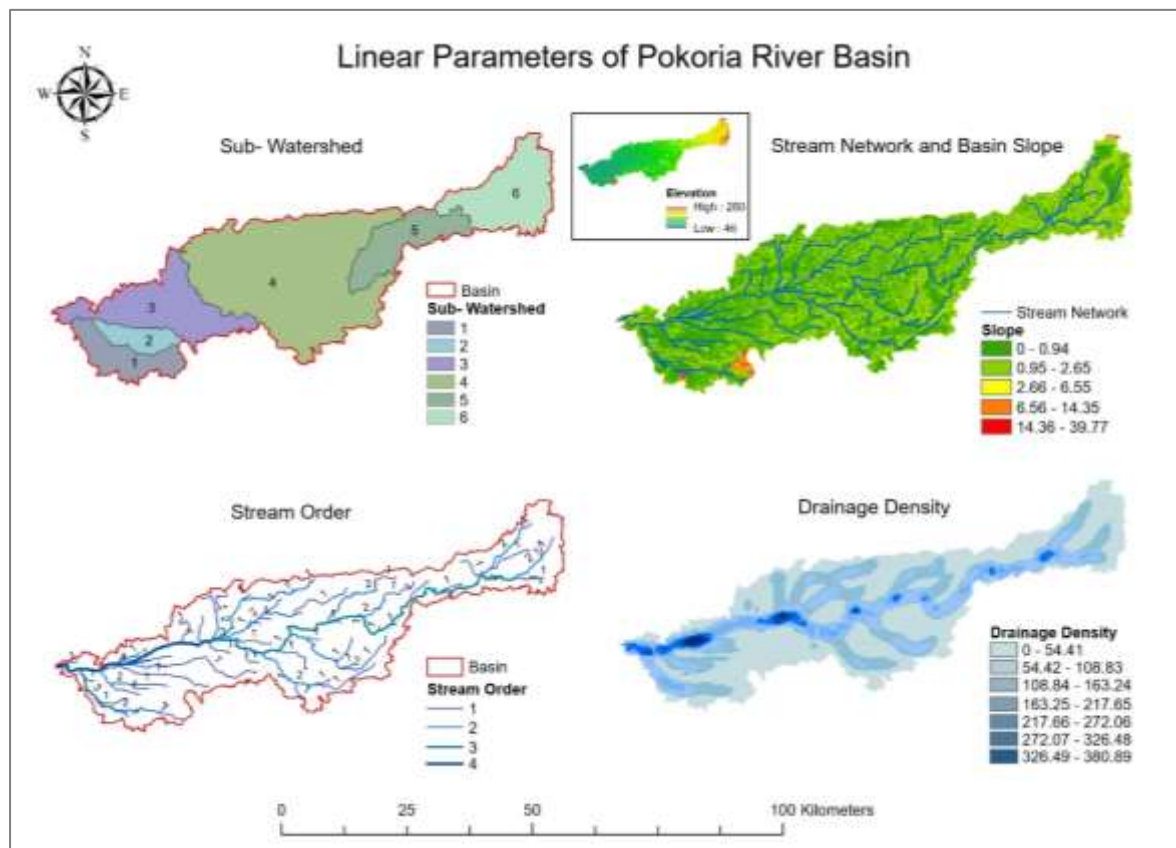 Linear Parameters of Pokoria River Basin
N
W
E
S
Sub- Watershed
6
5
4
3
2
1
Basin
Sub- Watershed
1
2
3
4
5
6
Elevation
High :
Low : 46
Stream Network and Basin Slope
Stream Network
Slope
0 - 0.94
0.95 - 2.65
2.66 - 6.55
6.56 - 14.35
14.36 - 39.77
Stream Order
Basin
Stream Order
1
2
3
4
Drainage Density
Drainage Density
0 - 54.41
54.42 - 108.83
108.84 - 163.24
163.25 - 217.65
217.66 - 272.06
272.07 - 326.48
326.49 - 380.89
0
25
50
100 Kilometers